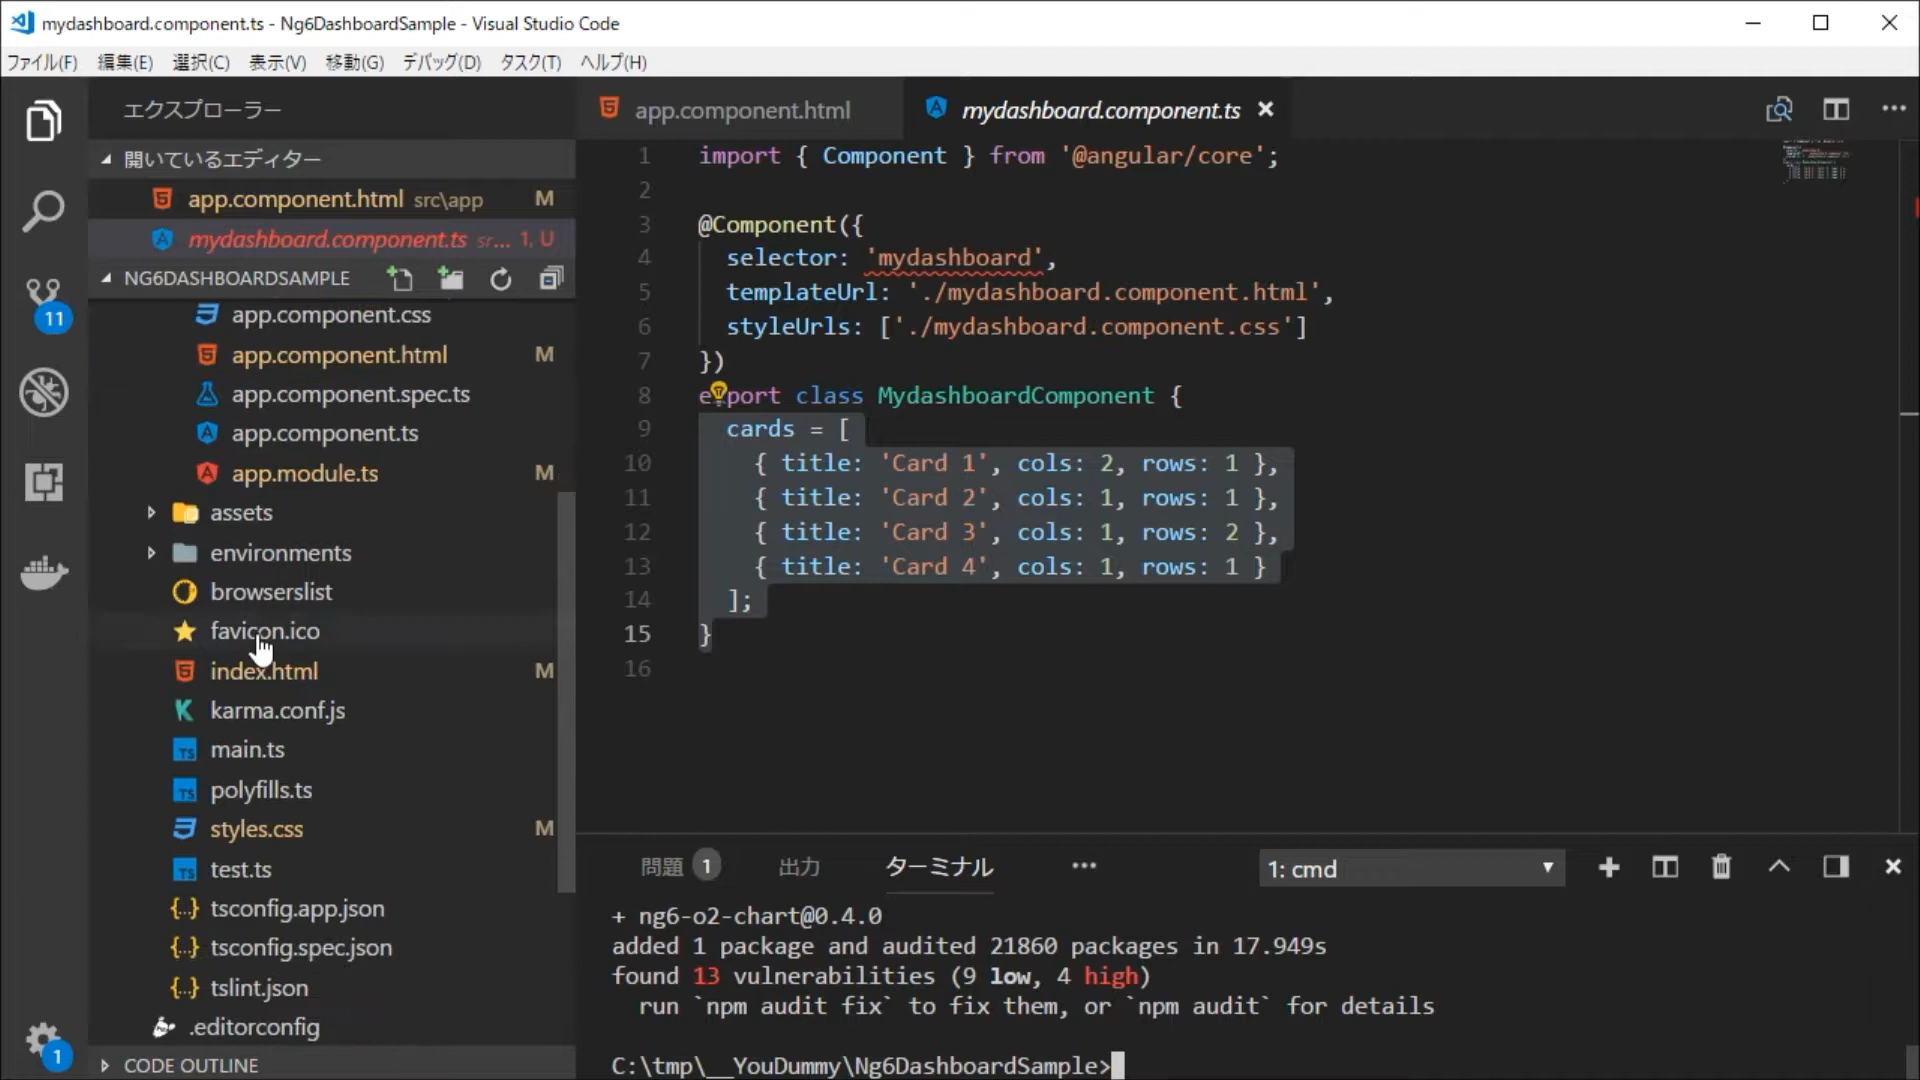 mydashboard.component.ts - Ng6DashboardSample - Visual Studio Code
ファイル(F) 編集(E) 選択(C) 表示(V) 移動(G) デバッグ(D) タスク(T) ヘルプ(H)
エクスプローラー
開いているエディター
app.component.html src\app M
mydashboard.component.ts sr... 1, U
NG6DASHBOARDSAMPLE
app.component.css
app.component.html M
app.component.spec.ts
app.component.ts
app.module.ts M
assets
environments
browserslist
favicon.ico
index.html M
karma.conf.js
main.ts
polyfills.ts
styles.css M
test.ts
tsconfig.app.json
tsconfig.spec.json
tslint.json
.editorconfig
CODE OUTLINE
11
1
app.component.html mydashboard.component.ts
1 import { Component } from '@angular/core';
2
3 @Component({
4 selector: 'mydashboard',
5 templateUrl: './mydashboard.component.html',
6 styleUrls: ['./mydashboard.component.css']
7 })
8 export class MydashboardComponent {
9 cards = [
10 { title: 'Card 1', cols: 2, rows: 1 },
11 { title: 'Card 2', cols: 1, rows: 1 },
12 { title: 'Card 3', cols: 1, rows: 2 },
13 { title: 'Card 4', cols: 1, rows: 1 }
14 ];
15 }
16
問題 1 出力 ターミナル 1: cmd
+ ng6-o2-chart@0.4.0
added 1 package and audited 21860 packages in 17.949s
found 13 vulnerabilities (9 low, 4 high)
run `npm audit fix` to fix them, or `npm audit` for details
C:\tmp\__YouDummy\Ng6DashboardSample>